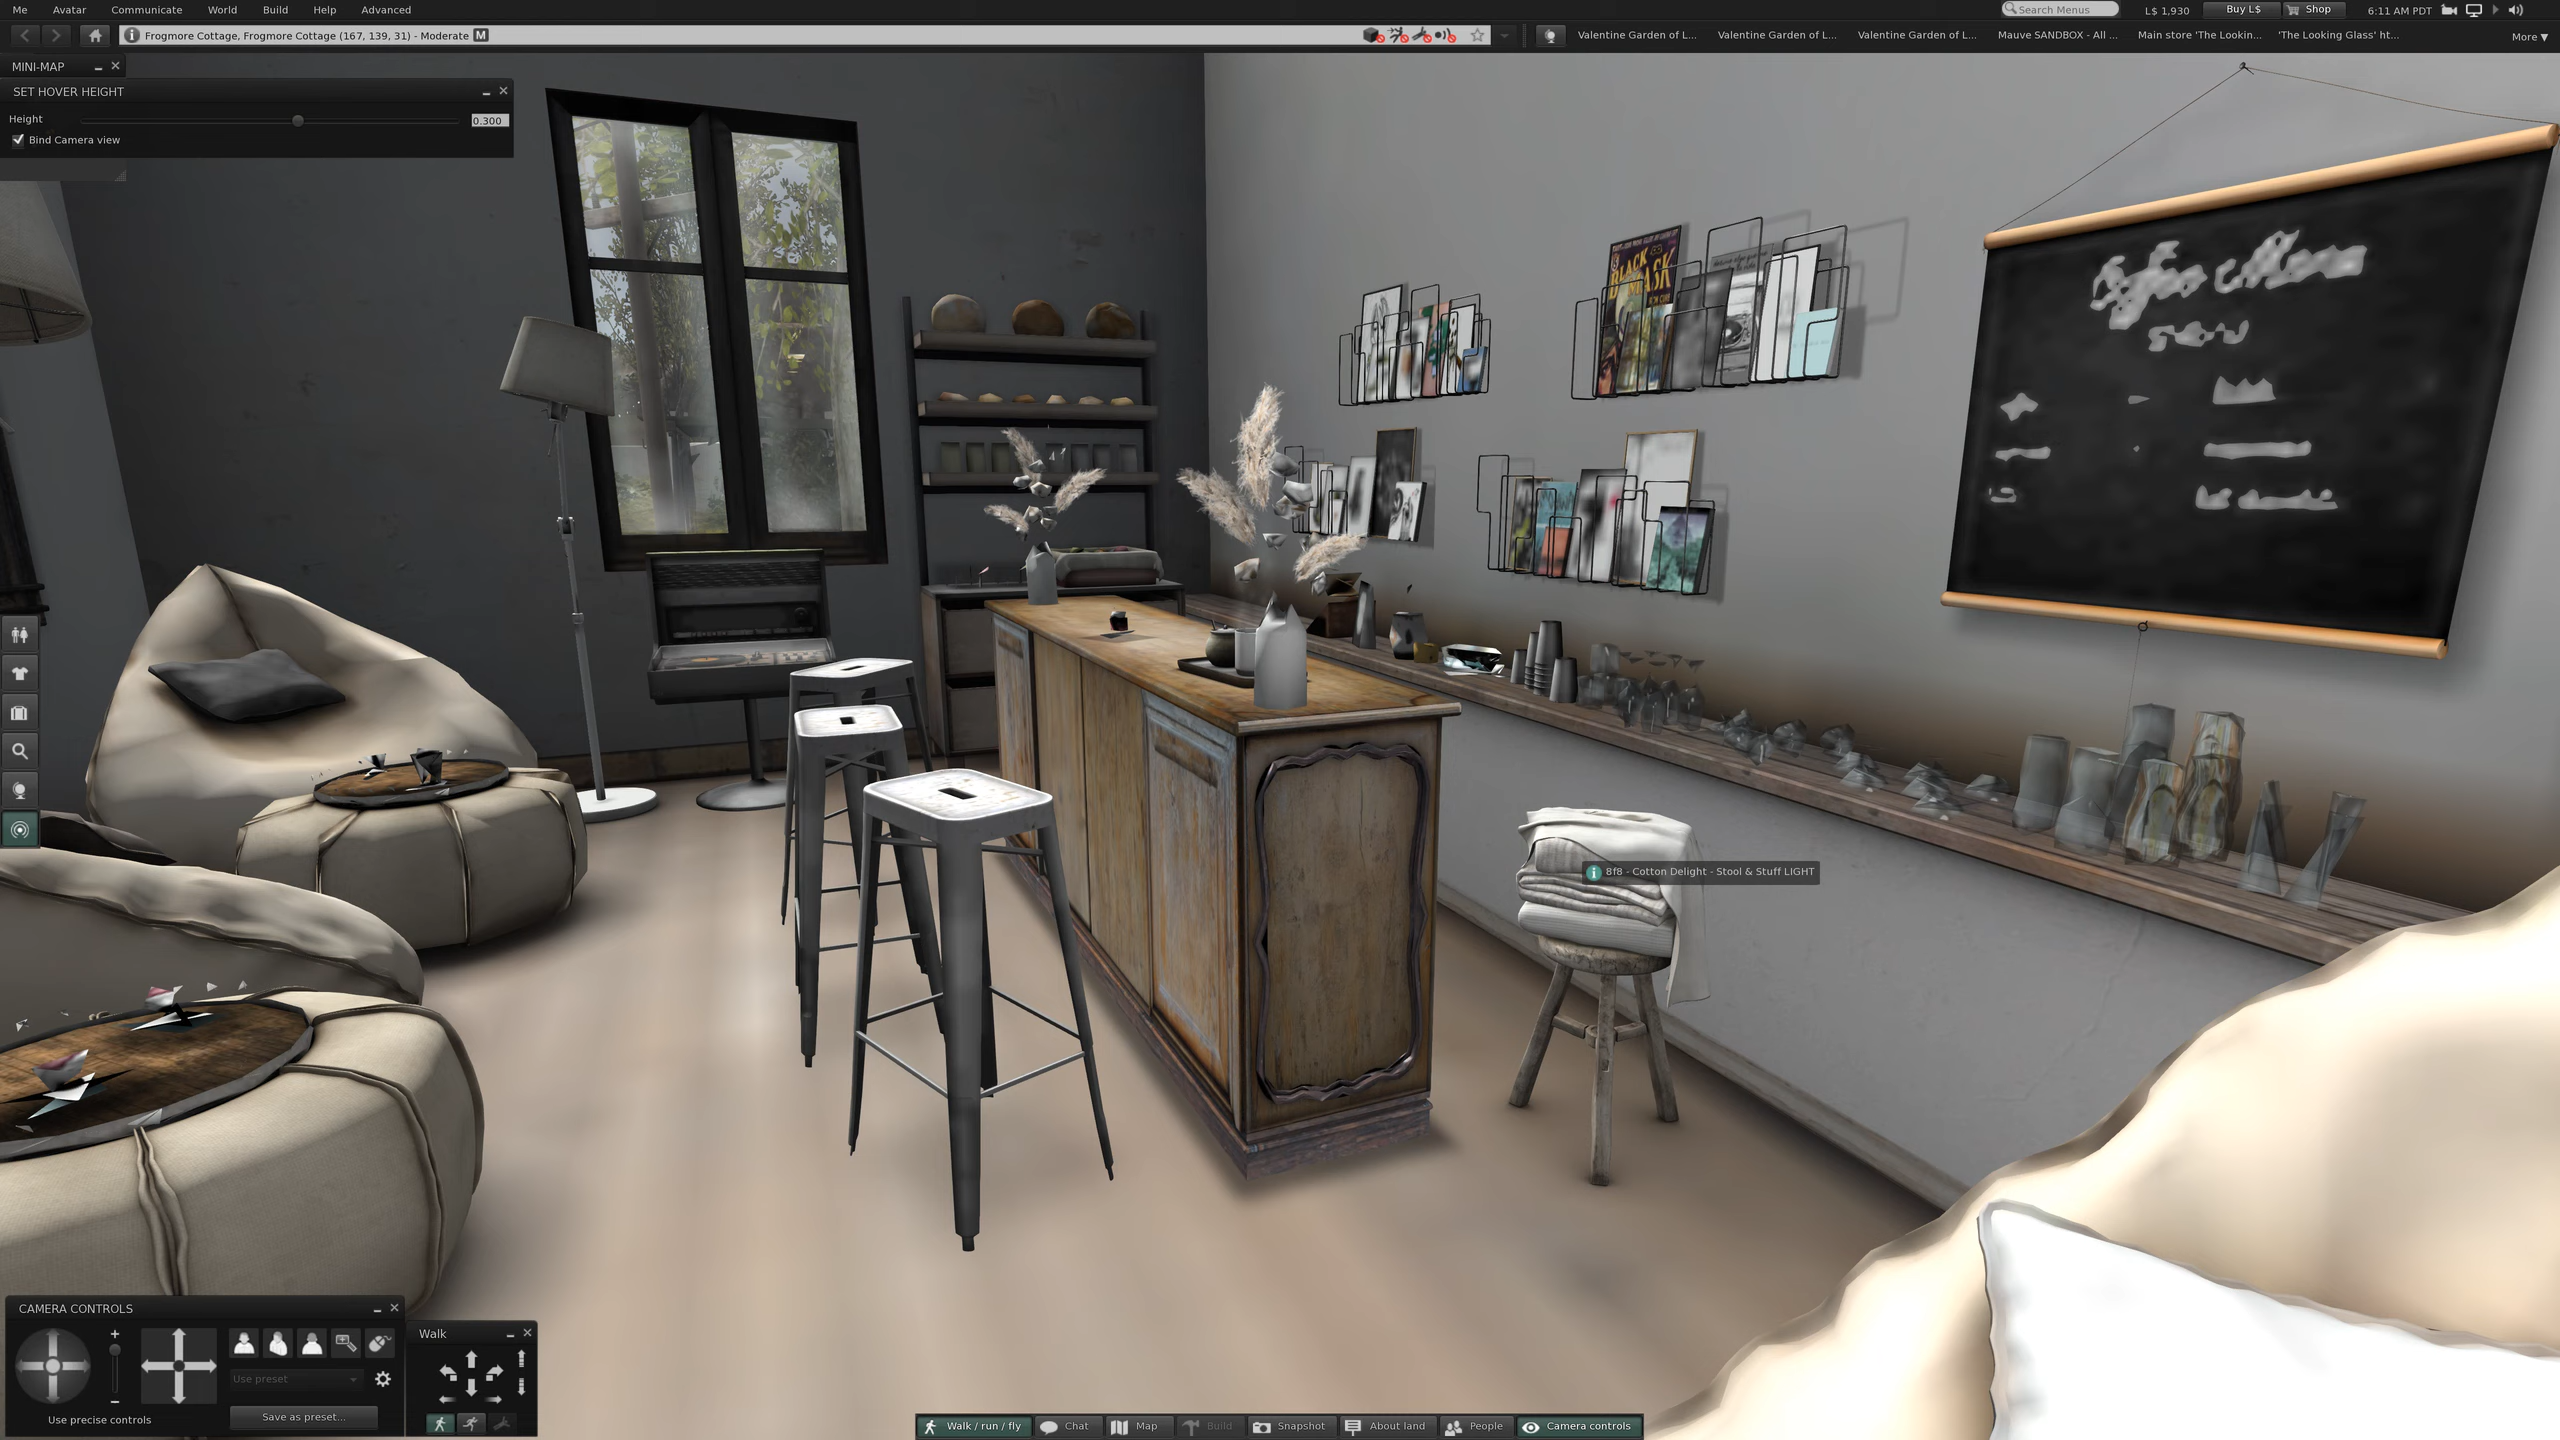 Me Avatar Communicate World Build Help Advanced
Search Menus L$ 1,930 Buy L$ Shop 6:11 AM PDT
Frogmore Cottage, Frogmore Cottage (167, 139, 31) - Moderate M
Valentine Garden of L... Valentine Garden of L... Valentine Garden of L... Mauve SANDBOX - All ... Main store 'The Lookin... 'The Looking Glass' ht... More
MINI-MAP
SET HOVER HEIGHT
Height 0.300
Bind Camera view
BLACK
MASK
8f8 - Cotton Delight - Stool & Stuff LIGHT
CAMERA CONTROLS
Use preset
Use precise controls
Save as preset...
Walk
Walk / run / fly Chat Map Build Snapshot About land People Camera controls